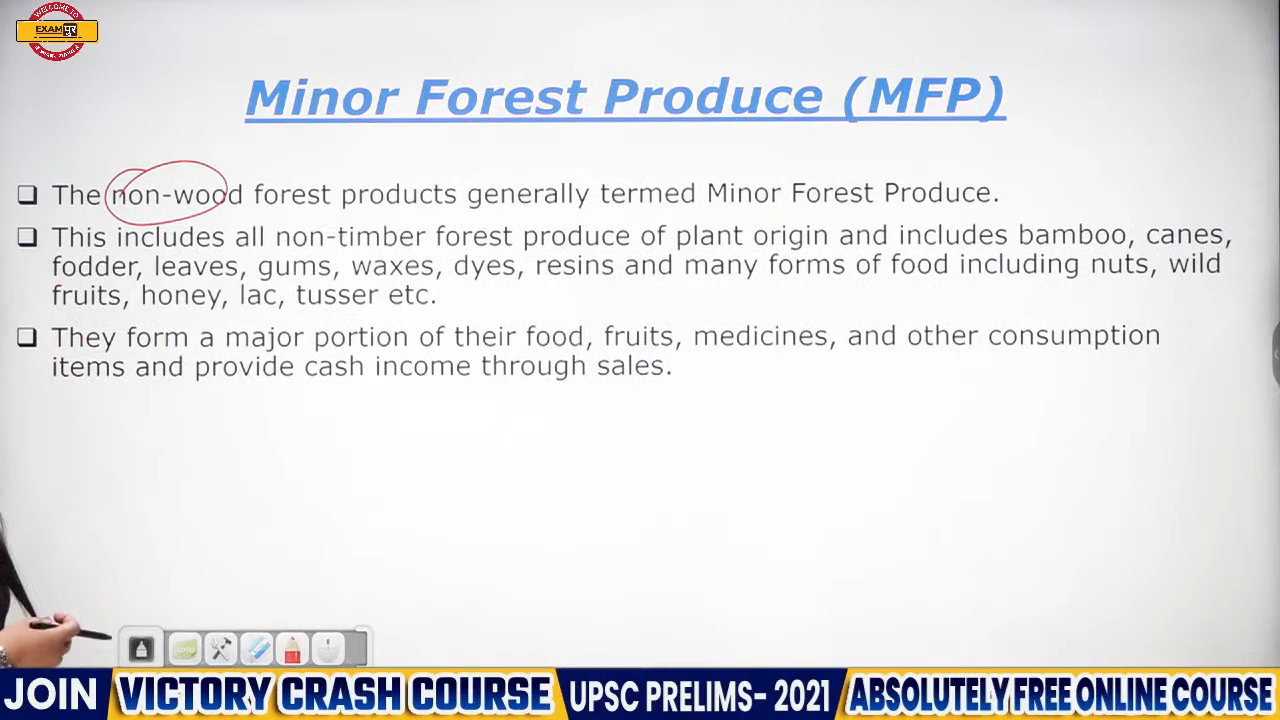 WELCOME TO
EXAM पुर
Minor Forest Produce (MFP)
❑ The non-wood forest products generally termed Minor Forest Produce.
❑ This includes all non-timber forest produce of plant origin and includes bamboo, canes,
fodder, leaves, gums, waxes, dyes, resins and many forms of food including nuts, wild
fruits, honey, lac, tusser etc.
❑ They form a major portion of their food, fruits, medicines, and other consumption
items and provide cash income through sales.
JOIN VICTORY CRASH COURSE UPSC PRELIMS- 2021 ABSOLUTELY FREE ONLINE COURSE